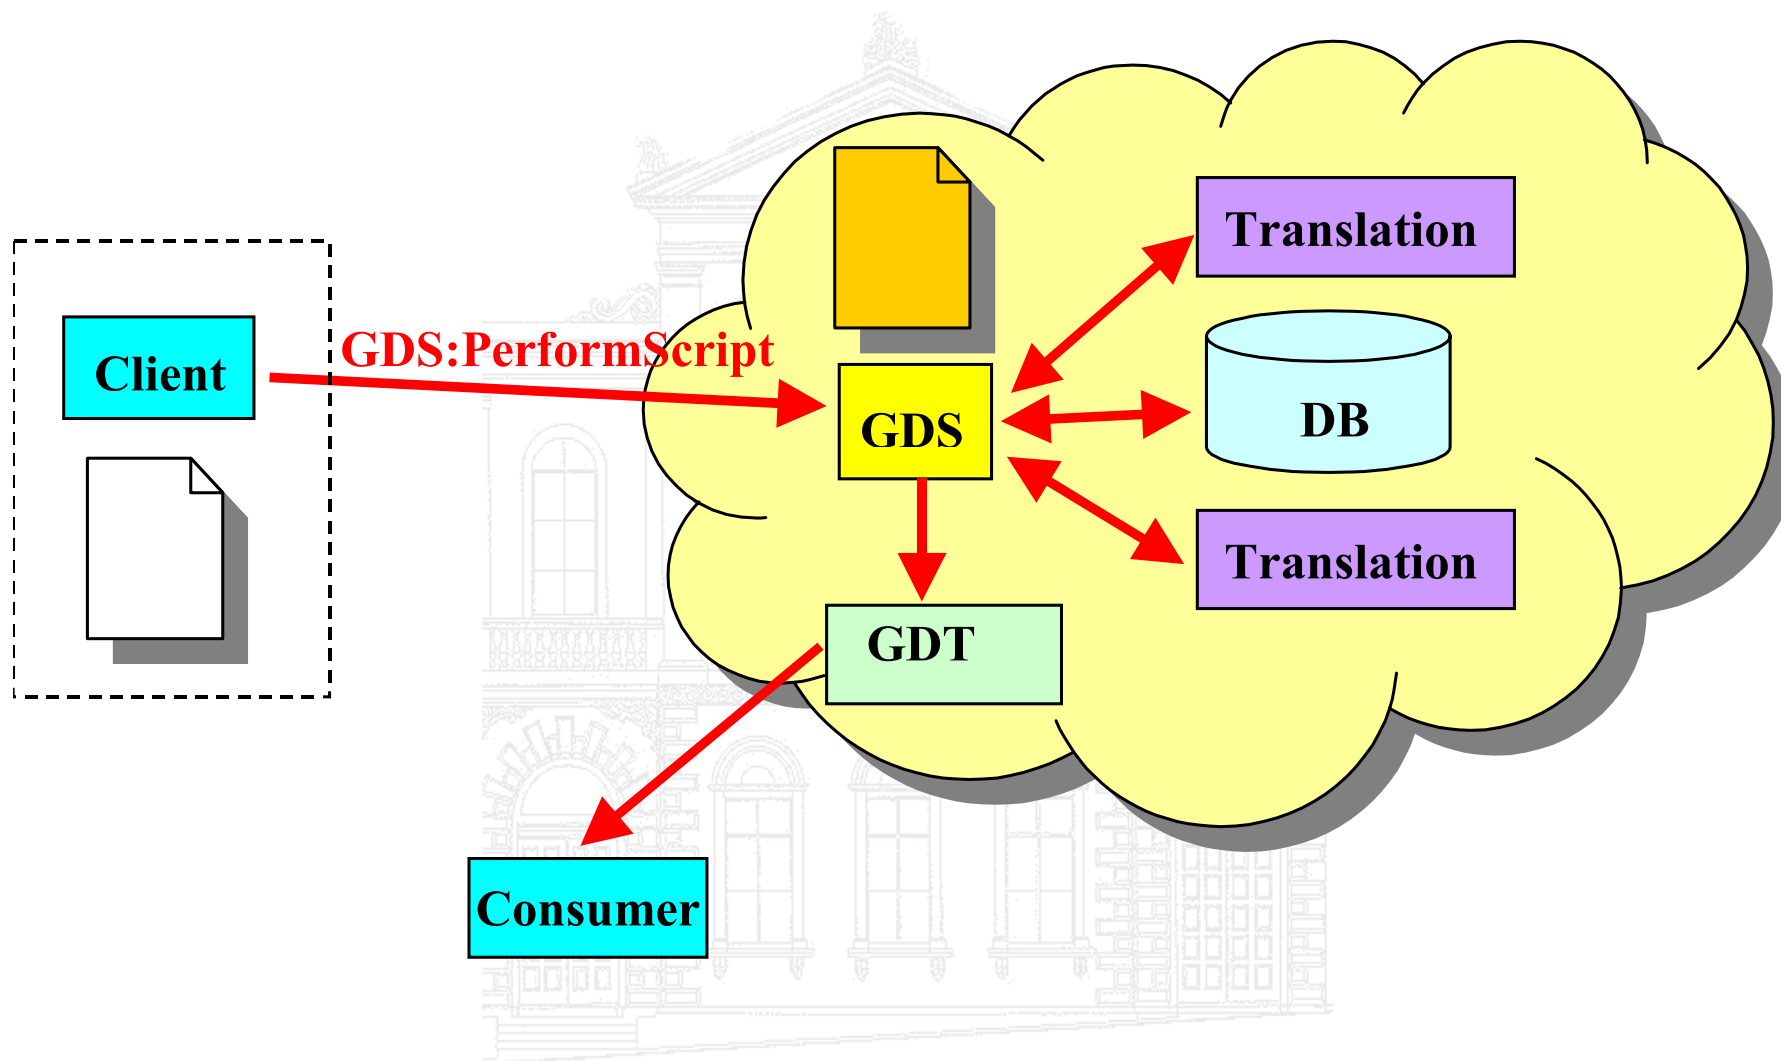 Translation
GDS:PerformScript
Client
DB
GDS
Translation
GDT
Consumer